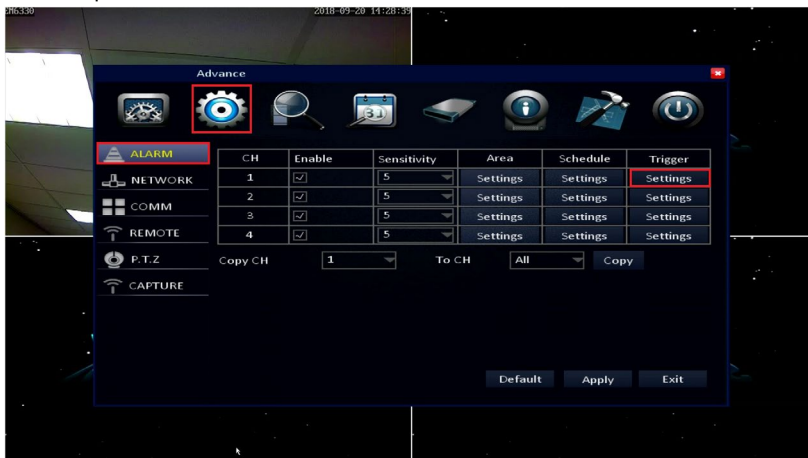 2018-09-20 14:28:39
Advance
31
ALARM
NETWORK
COMM
REMOTE
P.T.Z
CAPTURE
CH Enable Sensitivity Area Schedule Trigger
1 5 Settings Settings Settings
2 5 Settings Settings Settings
3 5 Settings Settings Settings
4 5 Settings Settings Settings
Copy CH 1 To CH All Copy
Default Apply Exit